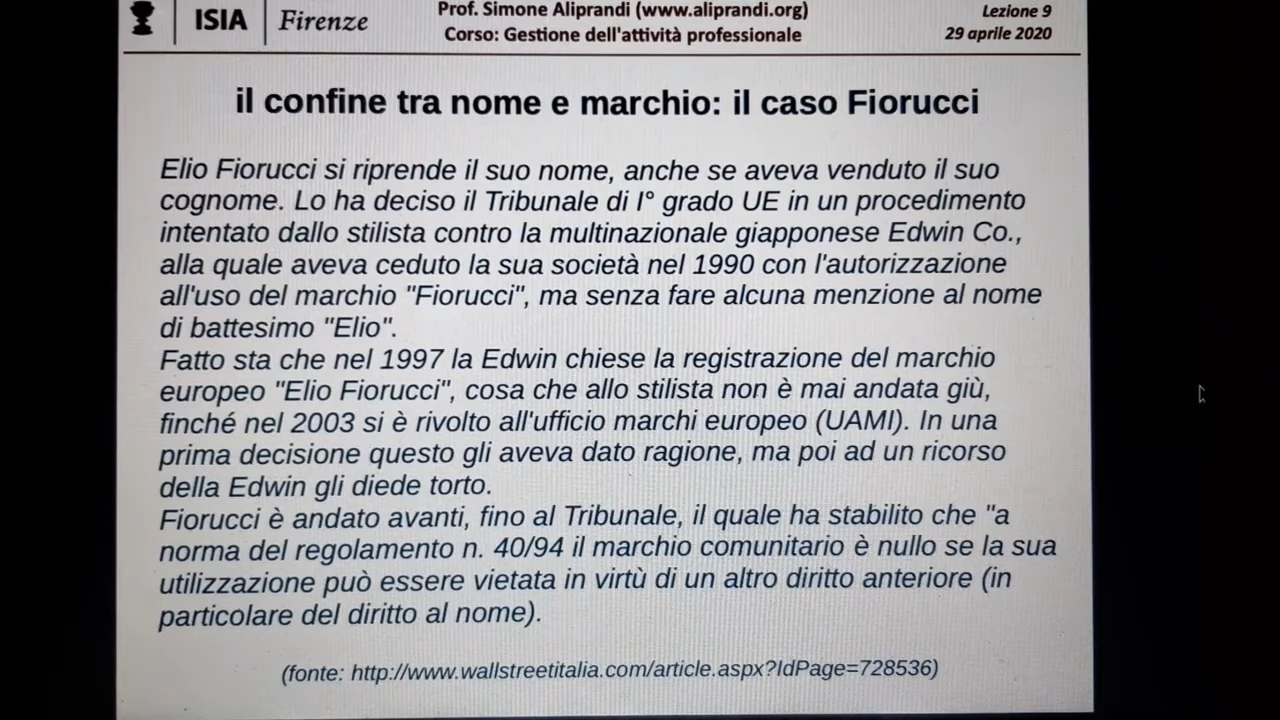 ISIA Firenze
Prof. Simone Aliprandi (www.aliprandi.org)
Corso: Gestione dell'attività professionale
Lezione 9
29 aprile 2020
il confine tra nome e marchio: il caso Fiorucci
Elio Fiorucci si riprende il suo nome, anche se aveva venduto il suo
cognome. Lo ha deciso il Tribunale di I° grado UE in un procedimento
intentato dallo stilista contro la multinazionale giapponese Edwin Co.,
alla quale aveva ceduto la sua società nel 1990 con l'autorizzazione
all'uso del marchio "Fiorucci", ma senza fare alcuna menzione al nome
di battesimo "Elio".
Fatto sta che nel 1997 la Edwin chiese la registrazione del marchio
europeo "Elio Fiorucci", cosa che allo stilista non è mai andata giù,
finché nel 2003 si è rivolto all'ufficio marchi europeo (UAMI). In una
prima decisione questo gli aveva dato ragione, ma poi ad un ricorso
della Edwin gli diede torto.
Fiorucci è andato avanti, fino al Tribunale, il quale ha stabilito che "a
norma del regolamento n. 40/94 il marchio comunitario è nullo se la sua
utilizzazione può essere vietata in virtù di un altro diritto anteriore (in
particolare del diritto al nome).
(fonte: http://www.wallstreetitalia.com/article.aspx?IdPage=728536)